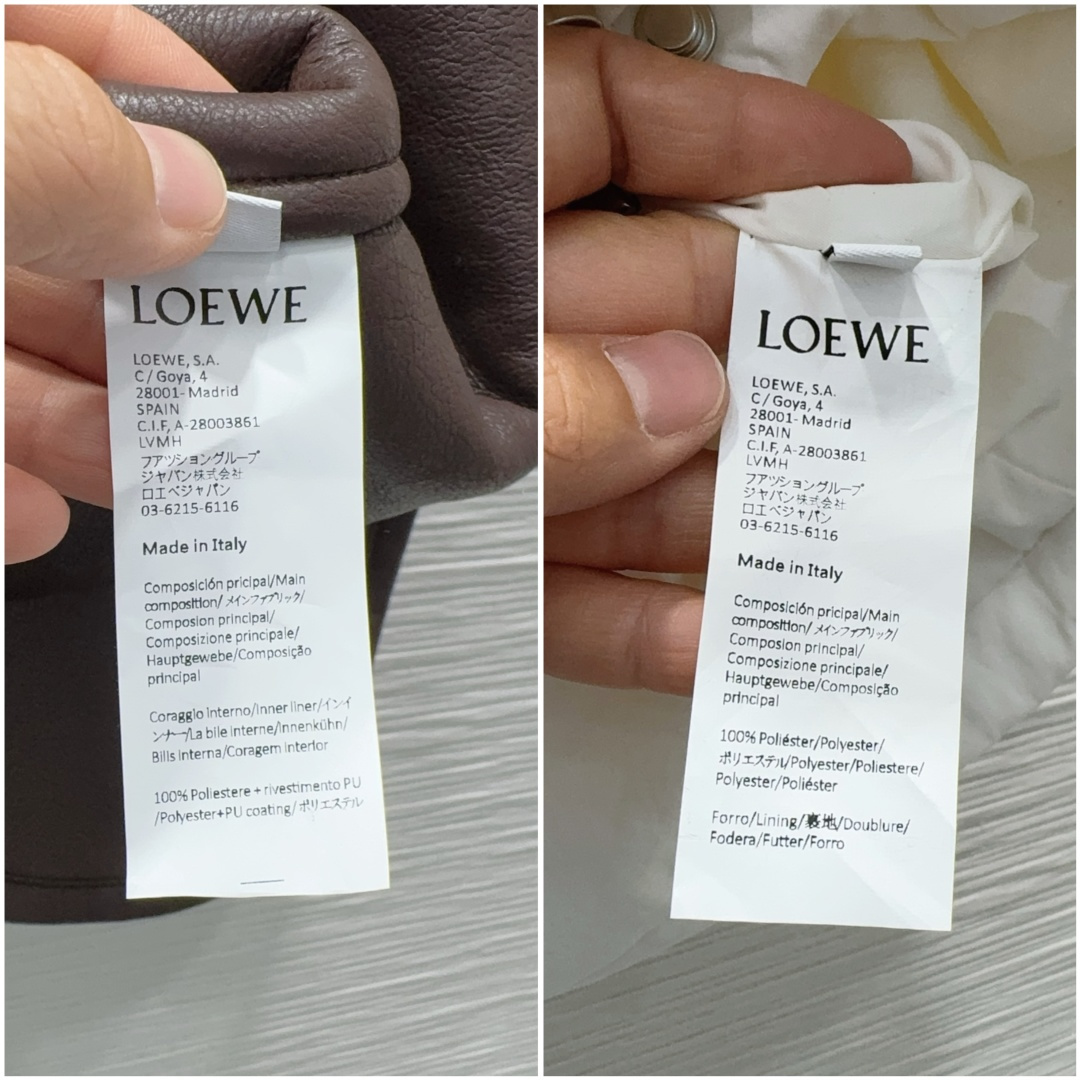 LOEWE
LOEWE, S.A.
C / Goya, 4
28001- Madrid
SPAIN
C.I.F, A-28003861
LVMH
フアツショングループ
ジャパン株式会社
ロエベジャパン
03-6215-6116
Made in Italy
Composición pricipal/Main
composition/ メインファブリック/
Composion principal/
Composizione principale/
Hauptgewebe/Composição
principal
Coraggio interno/Inner liner/インイ
ンナー/La bile interne/Innenkühn/
Bilis interna/Coragem interior
100% Poliestere + rivestimento PU
/Polyester+PU coating/ ポリエステル
LOEWE
LOEWE, S.A.
C / Goya, 4
28001- Madrid
SPAIN
C.I.F, A-28003861
LVMH
フアツショングループ
ジャパン株式会社
ロエベジャパン
03-6215-6116
Made in Italy
Composición pricipal/Main
composition/ メインファブリック/
Composion principal/
Composizione principale/
Hauptgewebe/Composição
principal
100% Poliéster/Polyester/
ポリエステル/Polyester/Poliestere/
Polyester/Poliéster
Forro/Lining/裏地/Doublure/
Fodera/Futter/Forro